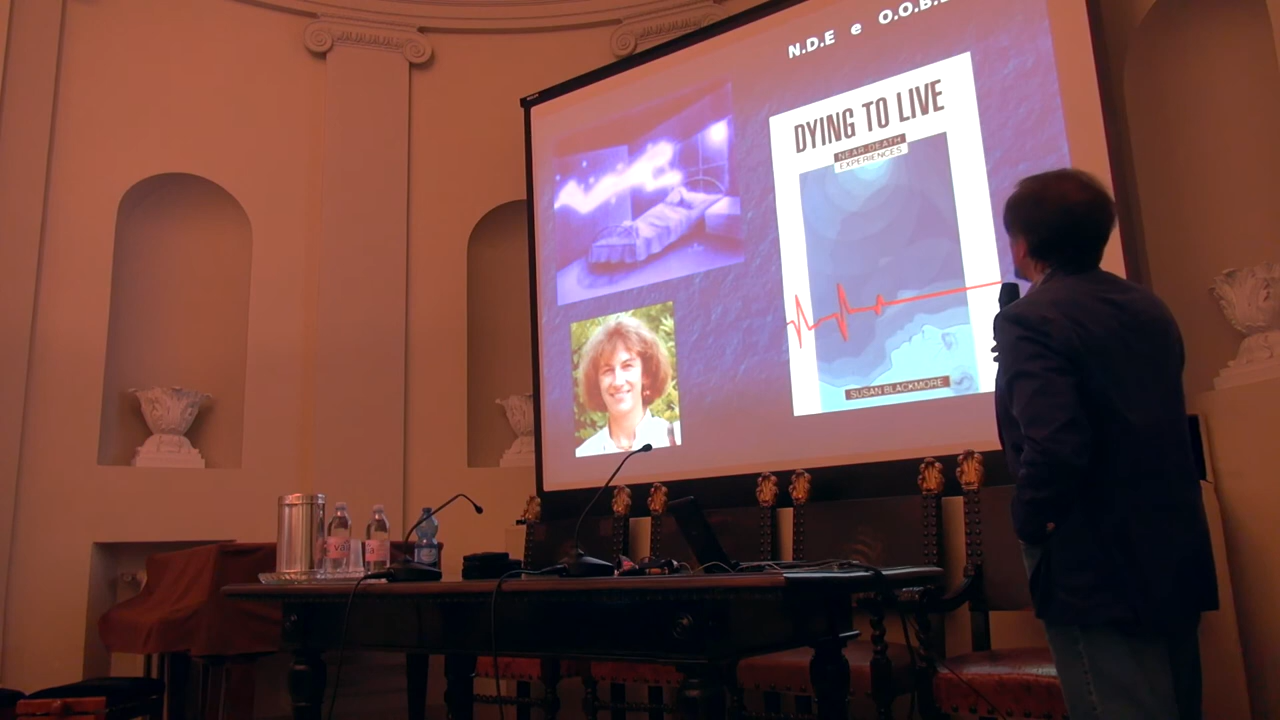 N.D.E e O.O.B.E
DYING TO LIVE
NEAR-DEATH
EXPERIENCES
SUSAN BLACKMORE